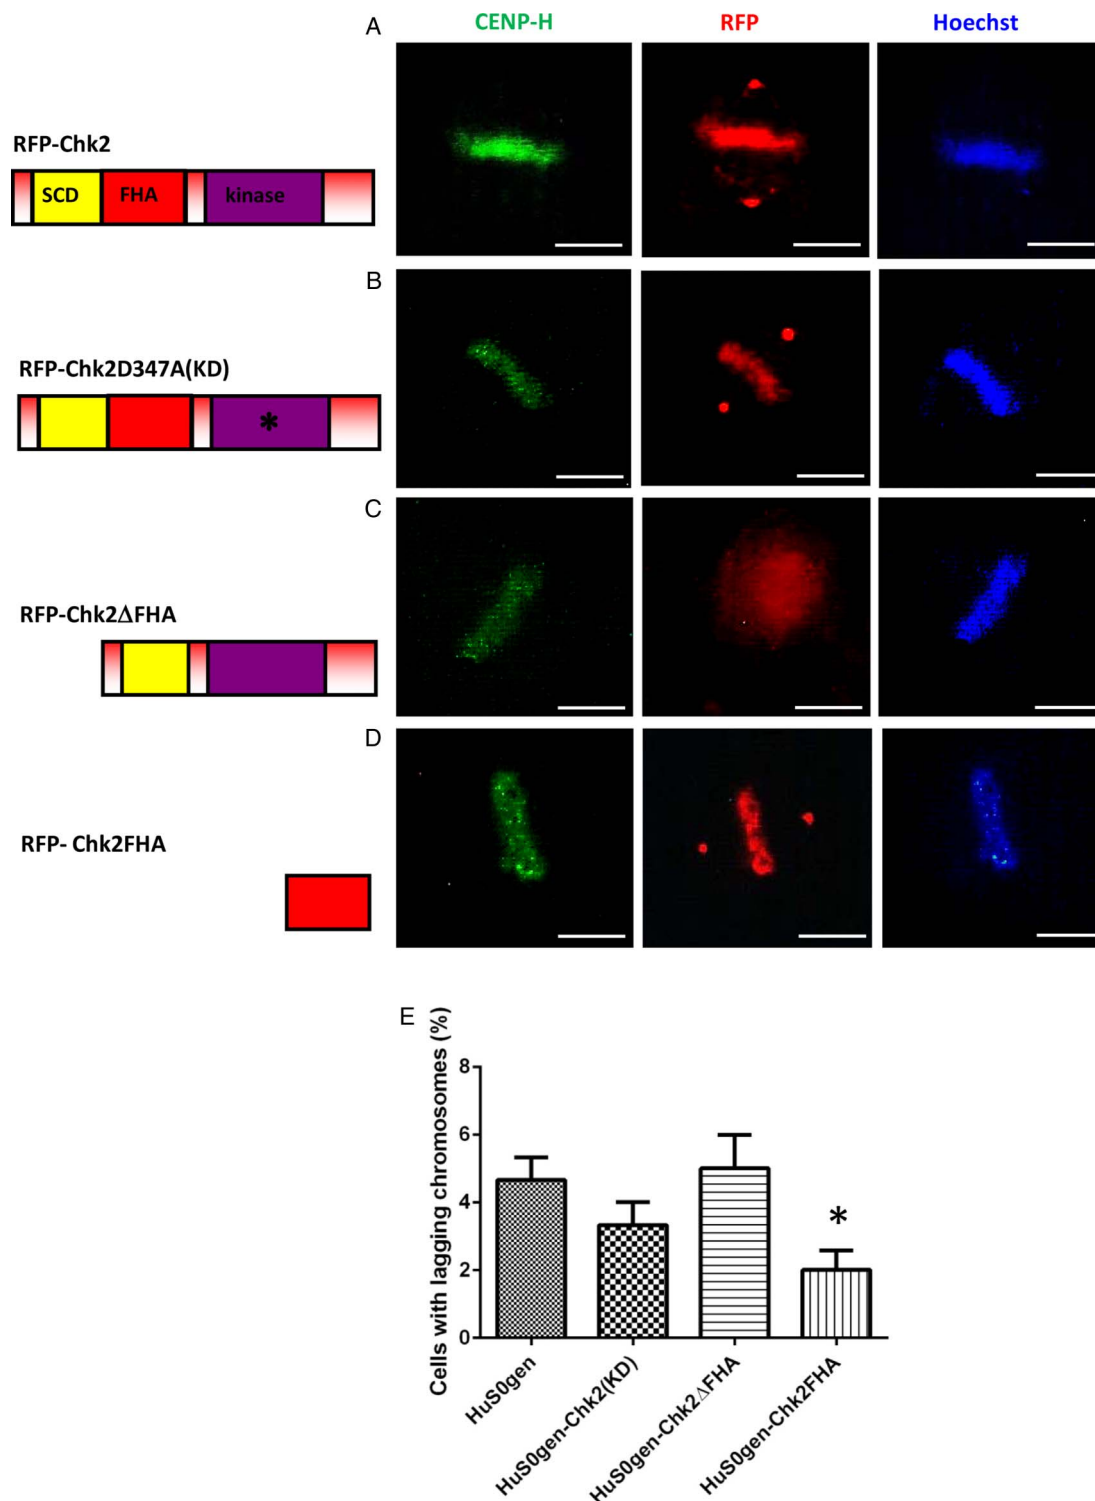 A
CENP-H
RFP
Hoechst
RFP-Chk2
SCD
FHA
kinase
B
RFP-Chk2D347A(KD)
*
C
RFP-Chk2ΔFHA
D
RFP- Chk2FHA
E
Cells with lagging chromosomes (%)
8
6
4
2
0
*
HuS0gen
HuS0gen-Chk2(KD)
HuS0gen-Chk2ΔFHA
HuS0gen-Chk2FHA